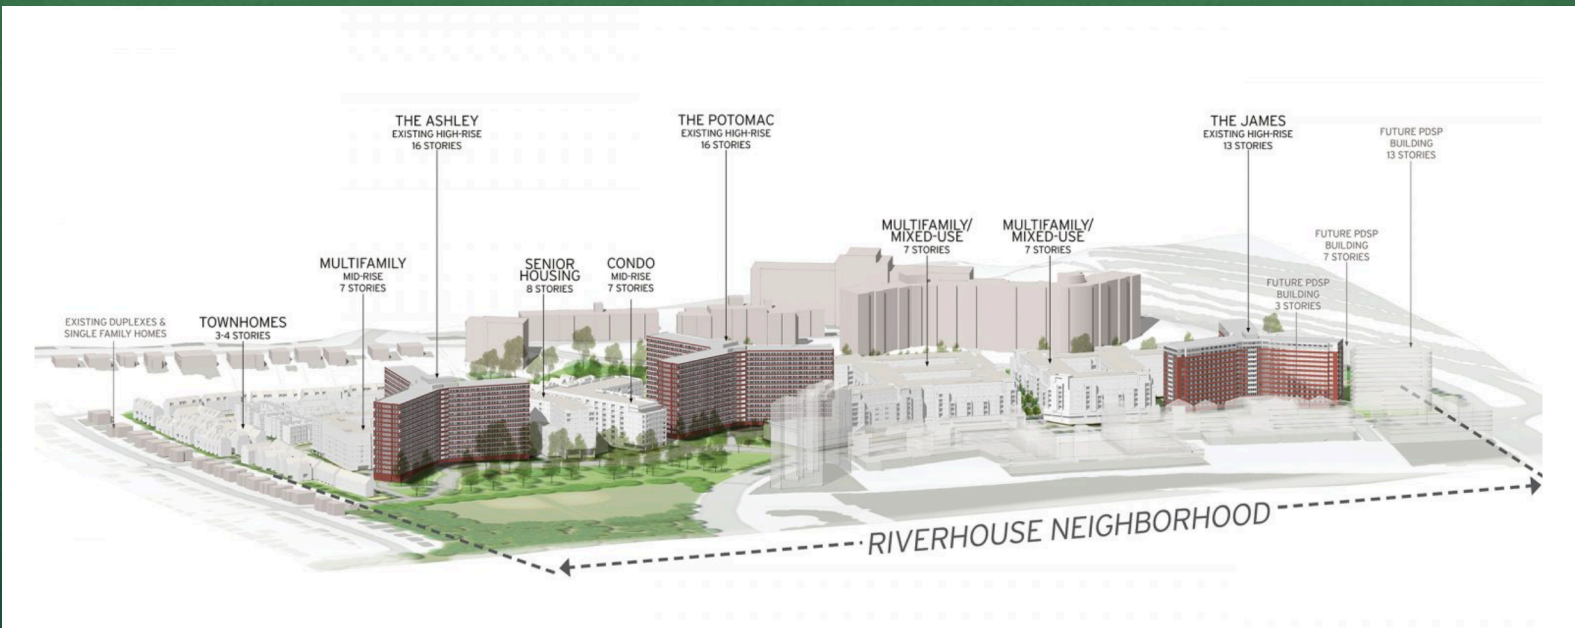 THE ASHLEY
EXISTING HIGH-RISE
16 STORIES
THE POTOMAC
EXISTING HIGH-RISE
16 STORIES
THE JAMES
EXISTING HIGH-RISE
13 STORIES
FUTURE PDSP
BUILDING
13 STORIES
MULTIFAMILY/
MIXED-USE
7 STORIES
MULTIFAMILY/
MIXED-USE
7 STORIES
FUTURE PDSP
BUILDING
7 STORIES
MULTIFAMILY
MID-RISE
7 STORIES
SENIOR
HOUSING
8 STORIES
CONDO
MID-RISE
7 STORIES
FUTURE PDSP
BUILDING
3 STORIES
EXISTING DUPLEXES &
SINGLE FAMILY HOMES
TOWNHOMES
3-4 STORIES
RIVERHOUSE NEIGHBORHOOD